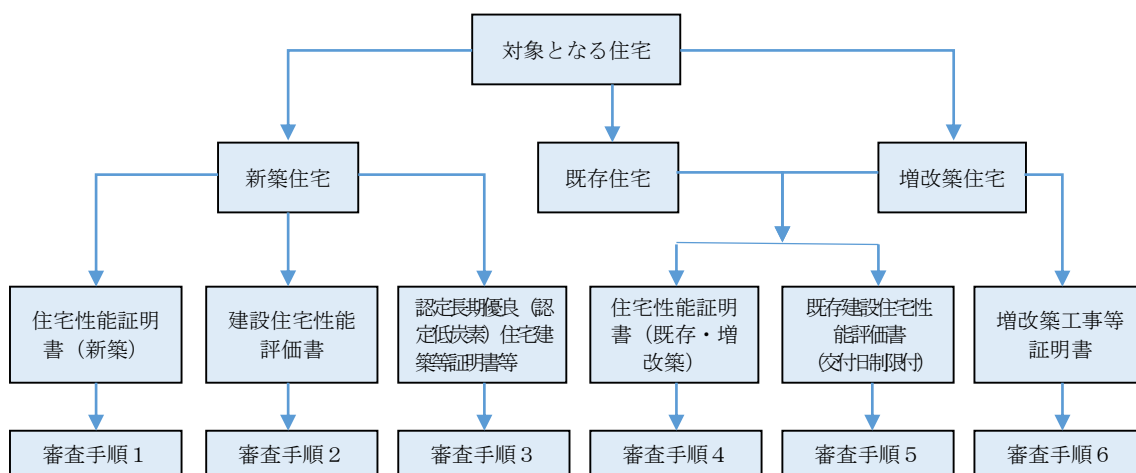 対象となる住宅
新築住宅
既存住宅
増改築住宅
住宅性能証明
書（新築）
建設住宅性能
評価書
認定長期優良（認
定低炭素）住宅建
築等証明書等
住宅性能証明
書（既存・増
改築）
既存建設住宅性
能評価書
（交付日制限付）
増改築工事等
証明書
審査手順１
審査手順２
審査手順３
審査手順４
審査手順５
審査手順６